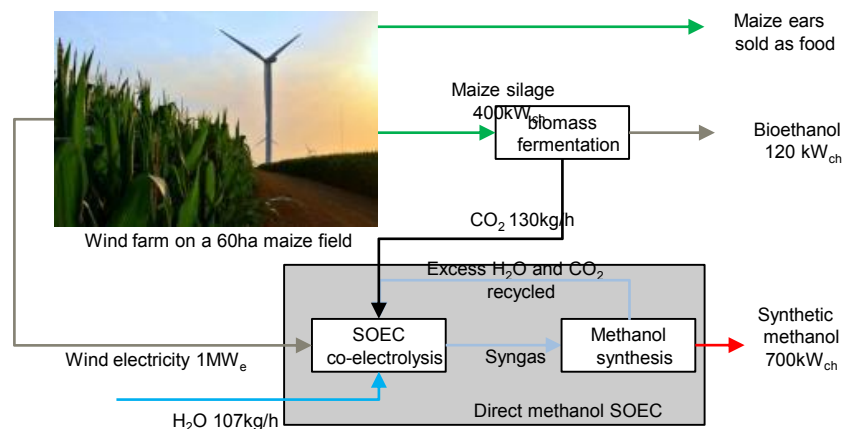 Maize ears
sold as food
Maize silage
400kWch
biomass
fermentation
Bioethanol
120 kWch
CO2 130kg/h
Wind farm on a 60ha maize field
Excess H2O and CO2
recycled
SOEC
co-electrolysis
Syngas
Methanol
synthesis
Synthetic
methanol
700kWch
Wind electricity 1MWe
H2O 107kg/h
Direct methanol SOEC